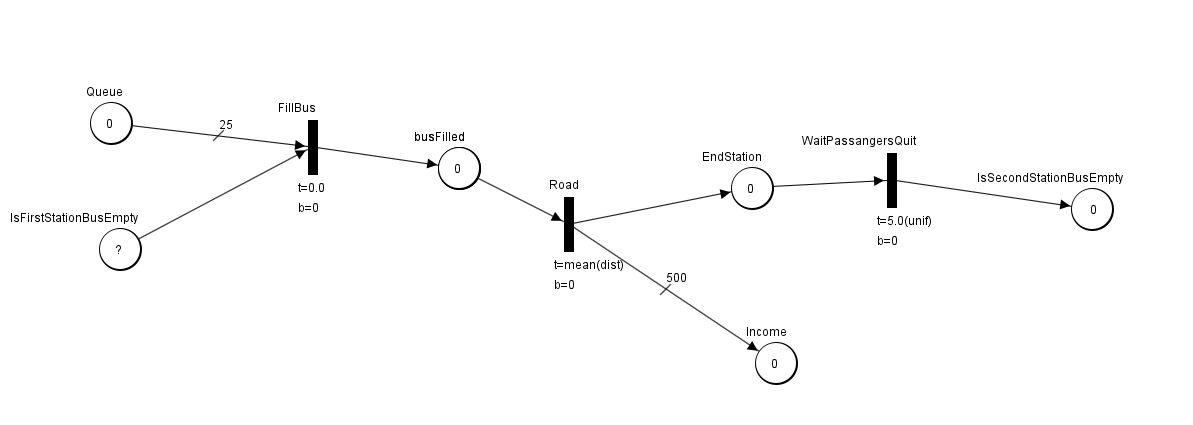 Queue
0
25
FillBus
t=0.0
b=0
IsFirstStationBusEmpty
?
busFilled
0
Road
t=mean(dist)
b=0
500
Income
0
EndStation
0
WaitPassangersQuit
t=5.0(unif)
b=0
IsSecondStationBusEmpty
0